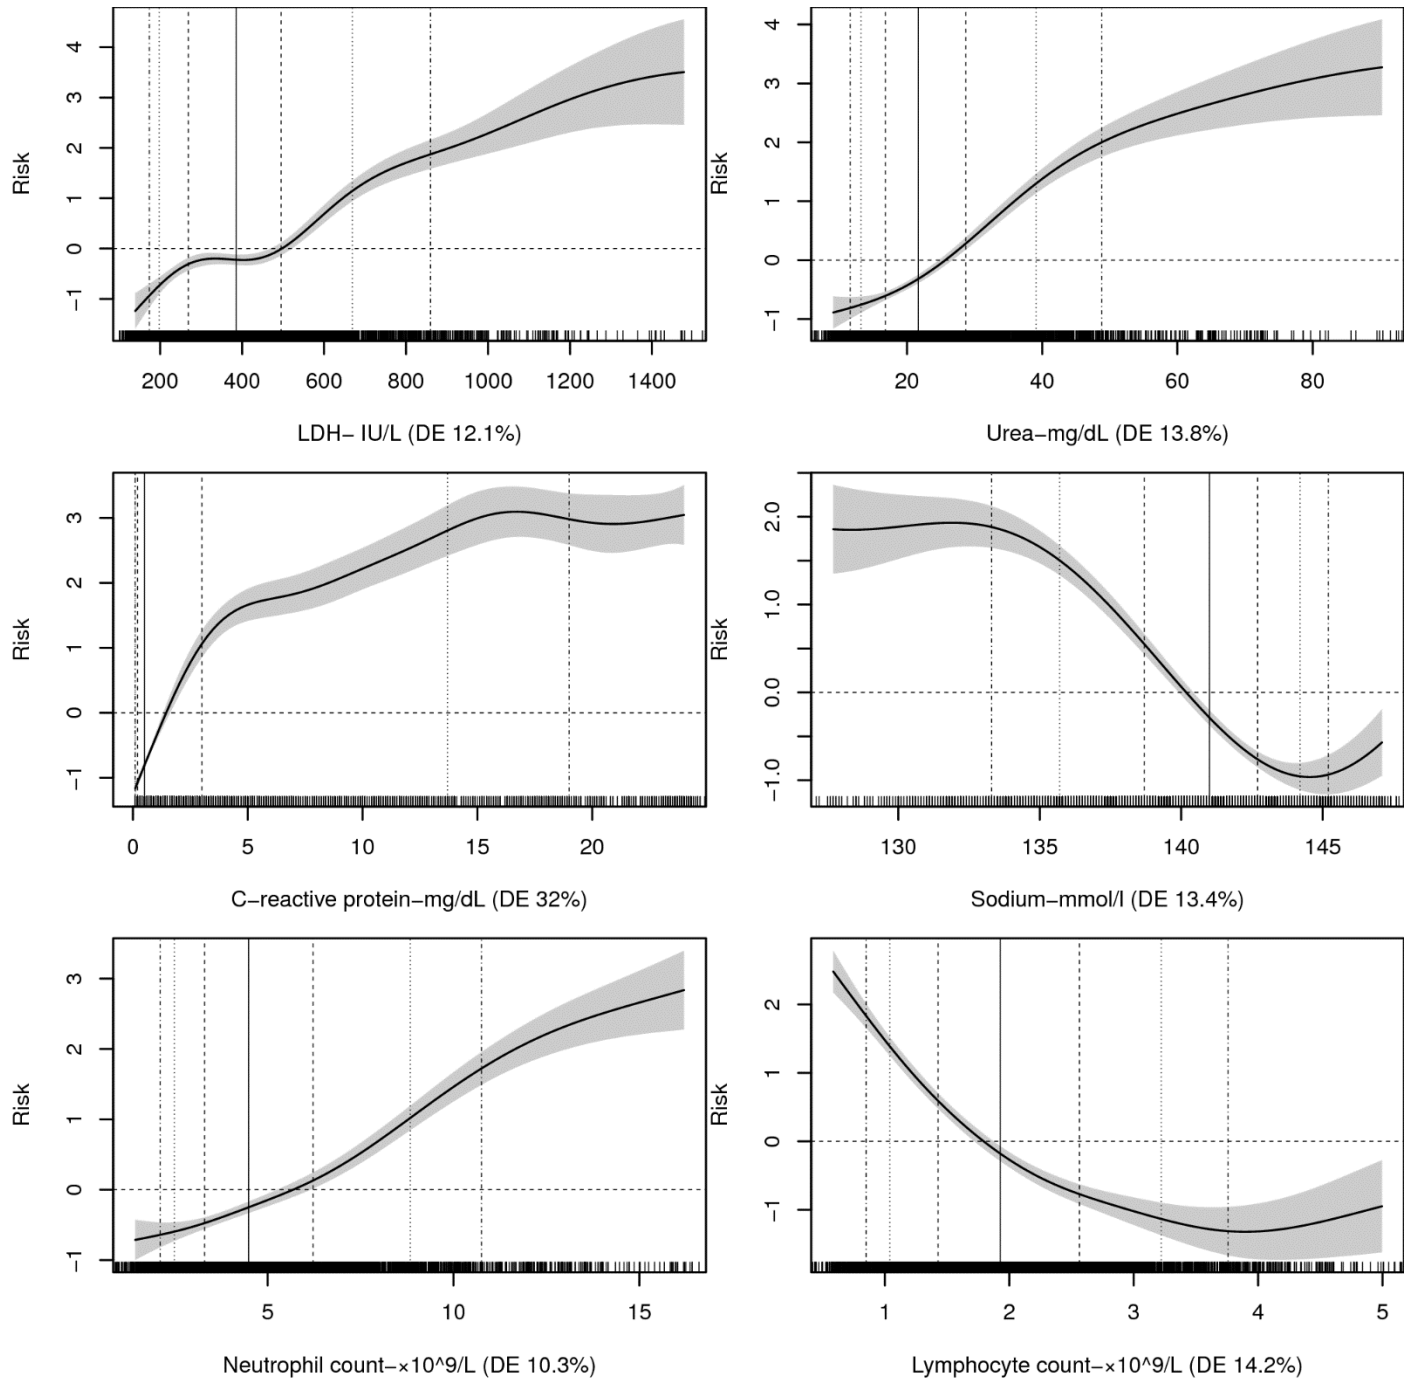 Risk
4
3
2
1
0
−1
200 400 600 800 1000 1200 1400
LDH− IU/L (DE 12.1%)
Risk
4
3
2
1
0
−1
20 40 60 80
Urea−mg/dL (DE 13.8%)
Risk
3
2
1
0
−1
0 5 10 15 20
C−reactive protein−mg/dL (DE 32%)
Risk
2.0
1.0
0.0
−1.0
130 135 140 145
Sodium−mmol/l (DE 13.4%)
Risk
3
2
1
0
−1
5 10 15
Neutrophil count−×10^9/L (DE 10.3%)
Risk
2
1
0
−1
1 2 3 4 5
Lymphocyte count−×10^9/L (DE 14.2%)